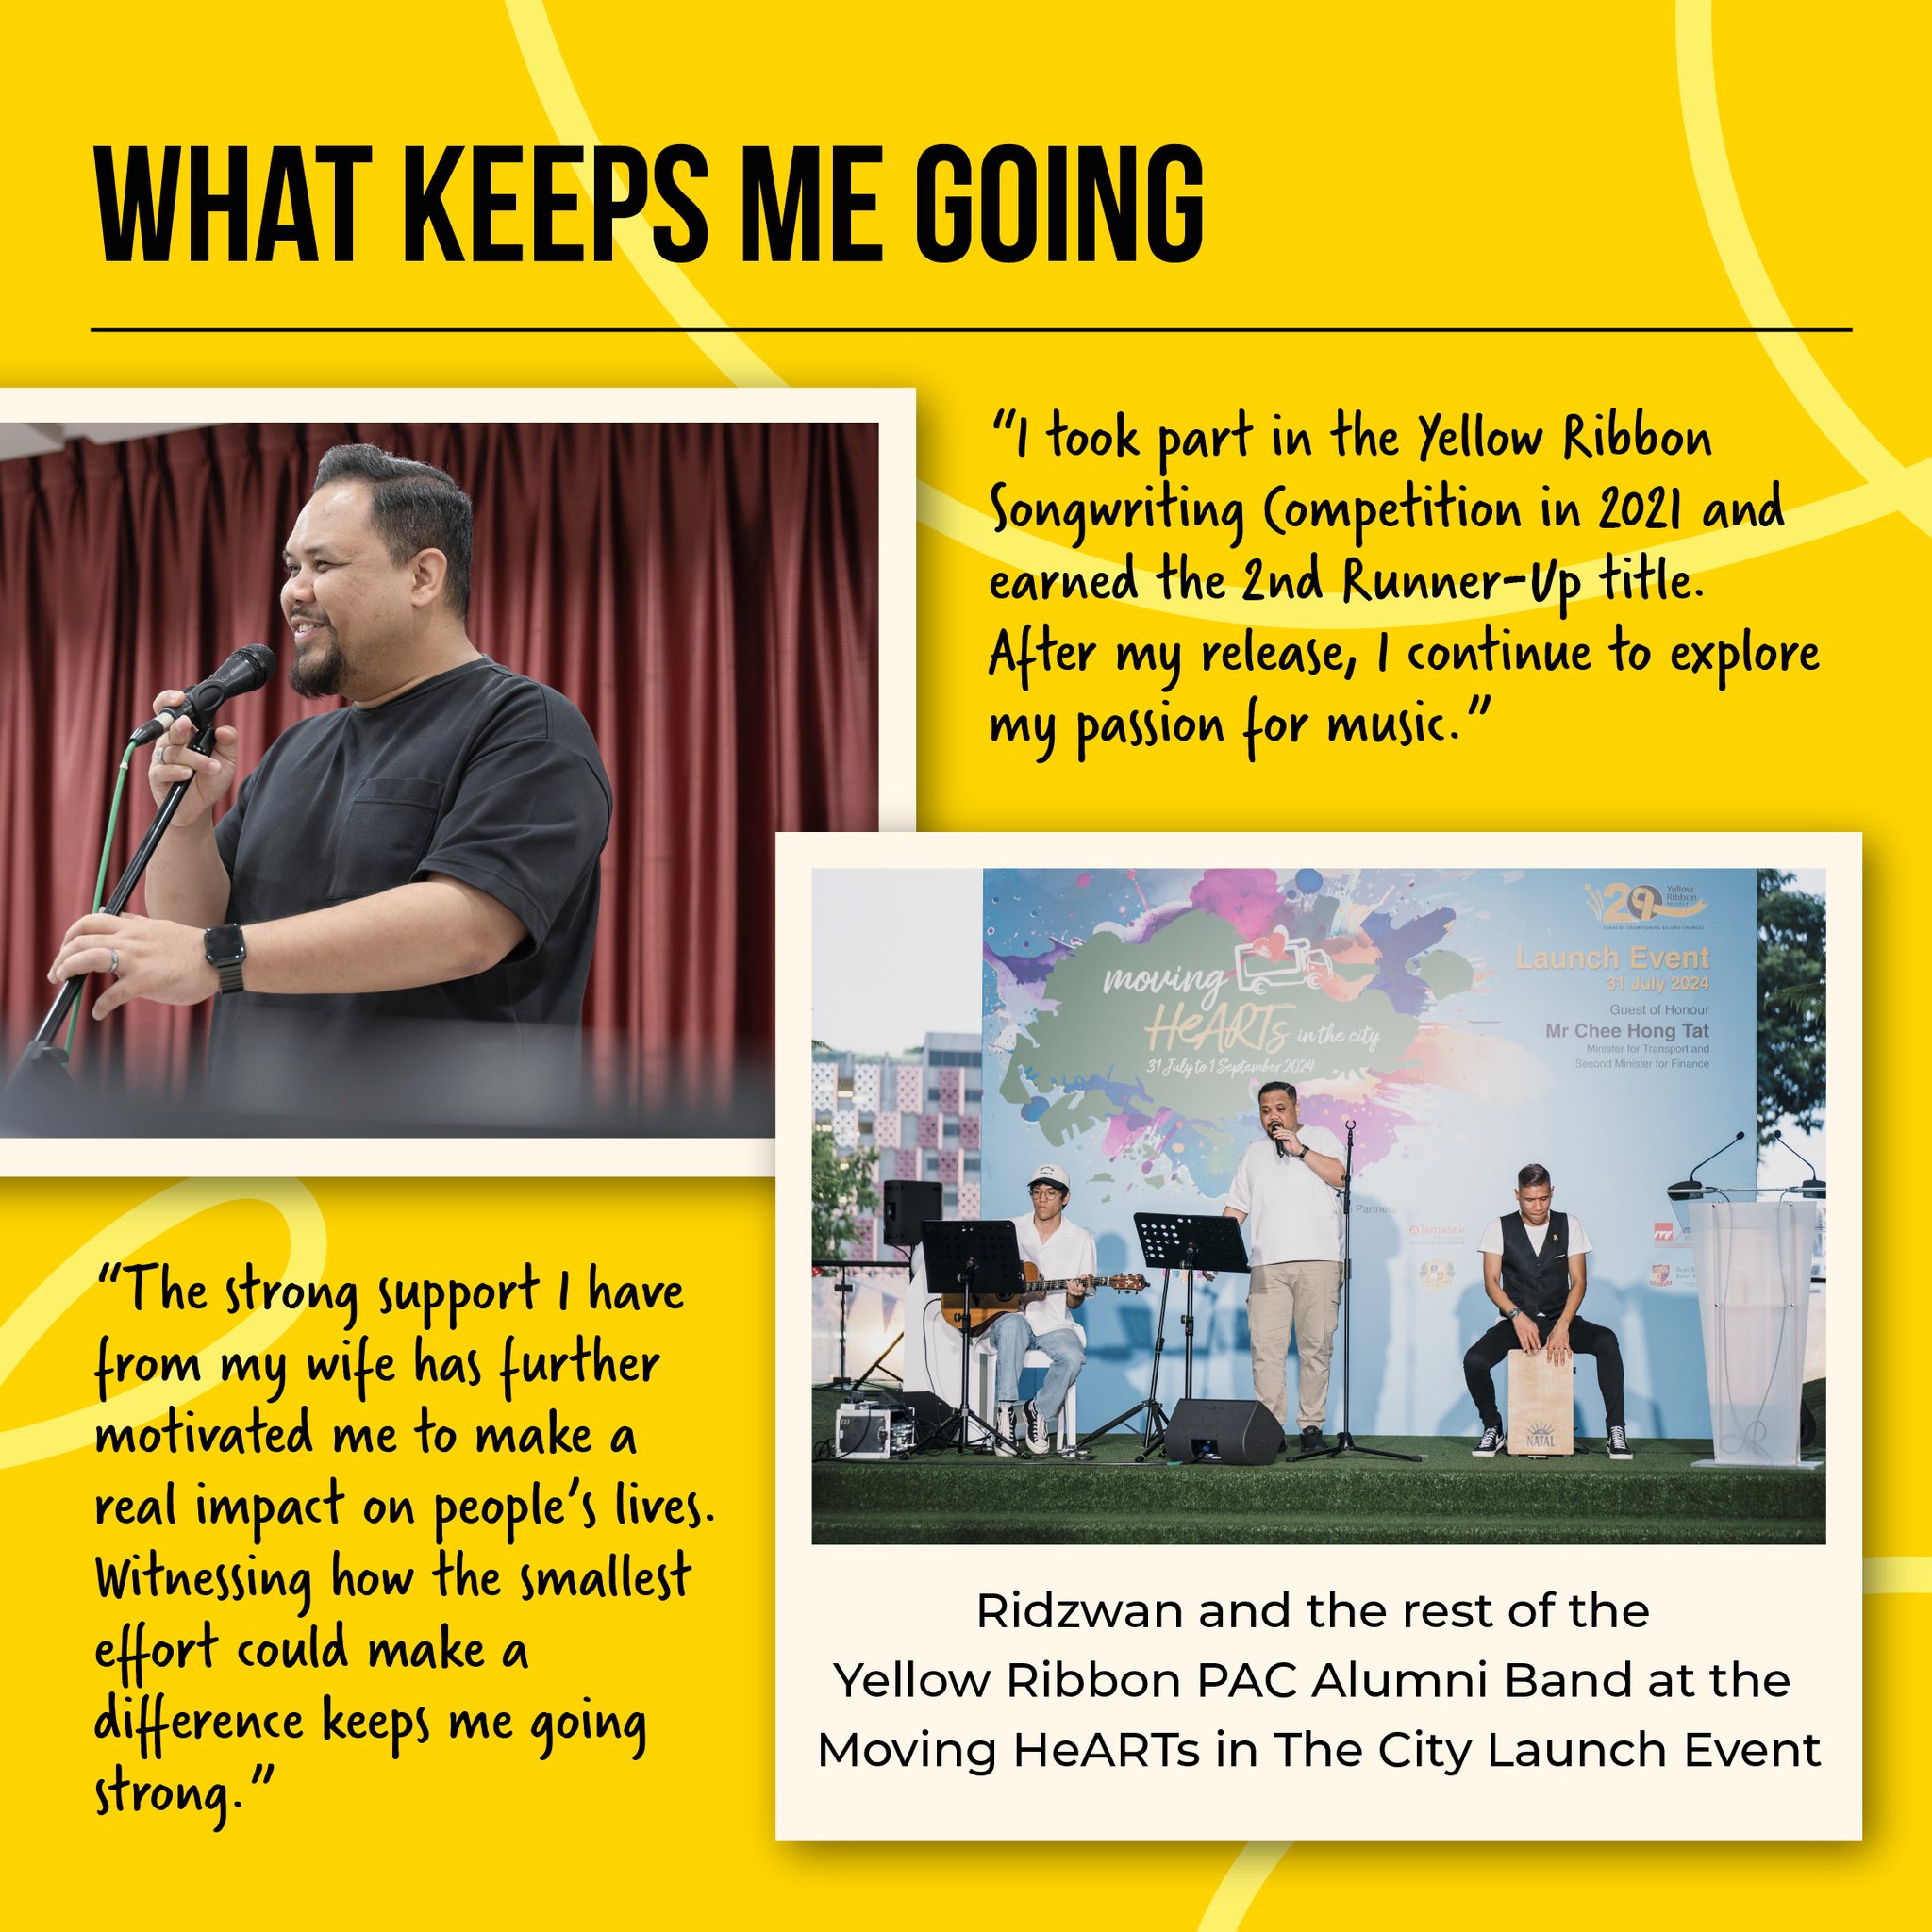 WHAT KEEPS ME GOING
“I took part in the Yellow Ribbon
Songwriting Competition in 2021 and
earned the 2nd Runner-Up title.
After my release, I continue to explore
my passion for music.”
20
Yellow
Ribbon
PROJECT
YEARS OF CHAMPIONING SECOND CHANCES
Launch Event
31 July 2024
Guest of Honour
Mr Chee Hong Tat
Minister for Transport and
Second Minister for Finance
moving
HeARTs in the city
31 July to 1 September 2024
Partners
Temasek
NATAL
“The strong support I have
from my wife has further
motivated me to make a
real impact on people’s lives.
Witnessing how the smallest
effort could make a
difference keeps me going
strong.”
Ridzwan and the rest of the
Yellow Ribbon PAC Alumni Band at the
Moving HeARTs in The City Launch Event